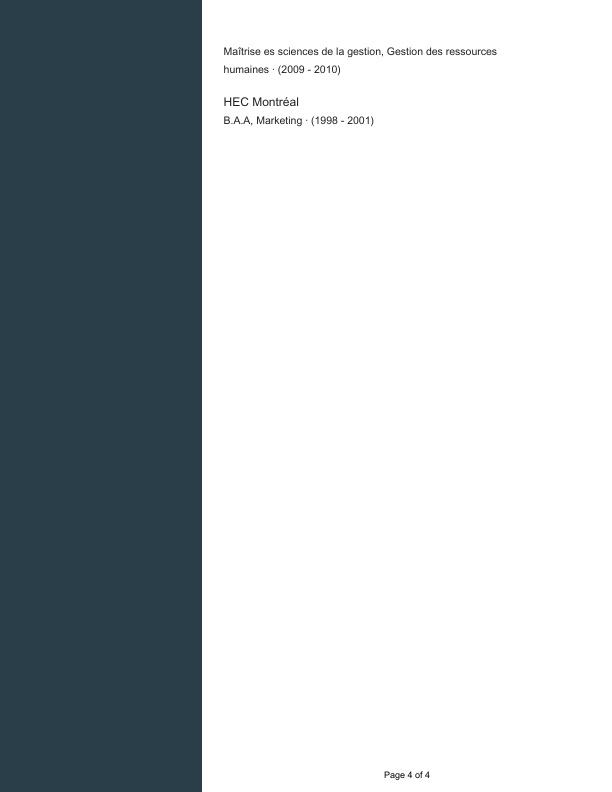 Maîtrise es sciences de la gestion, Gestion des ressources
humaines · (2009 - 2010)
HEC Montréal
B.A.A, Marketing · (1998 - 2001)
Page 4 of 4